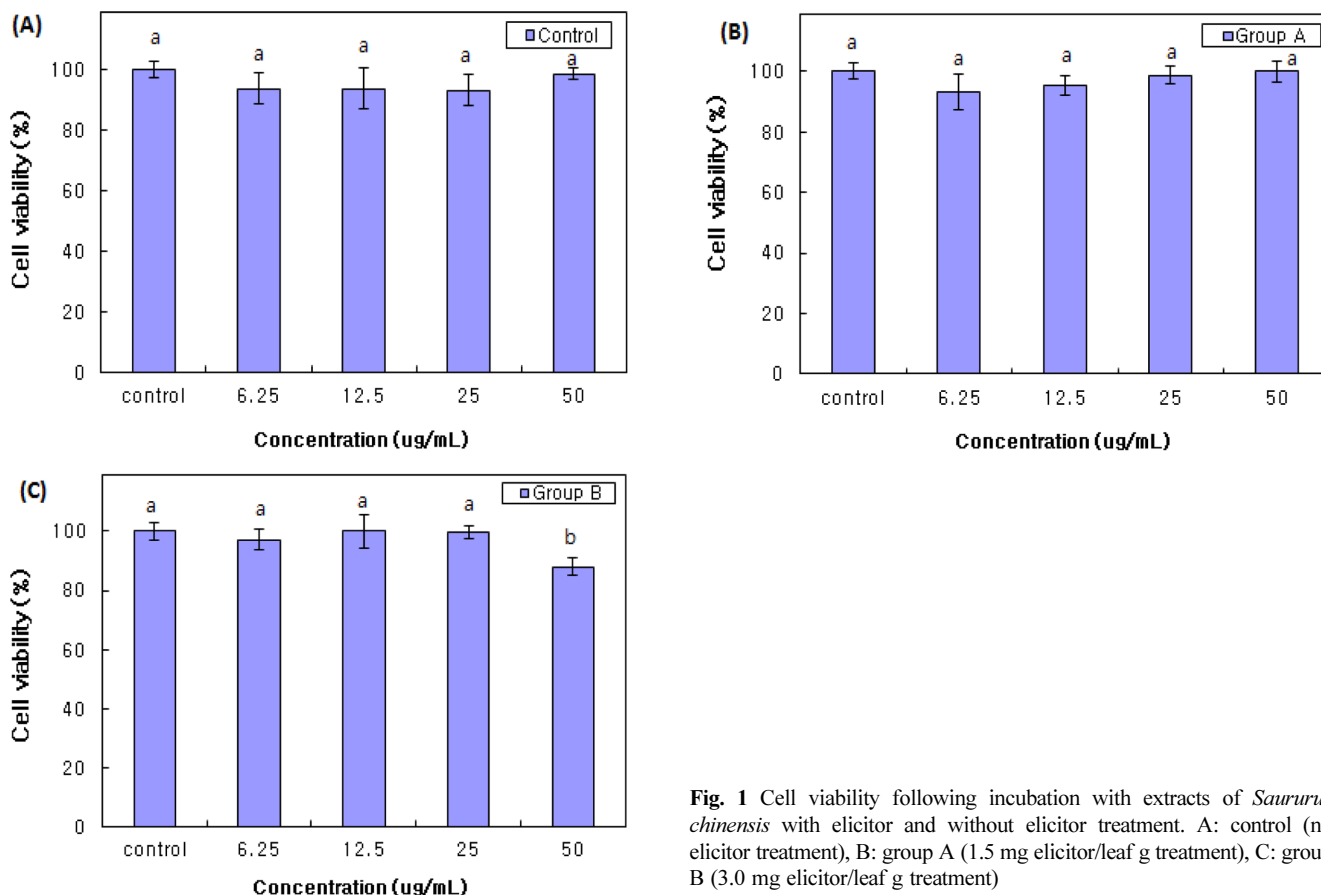 (A)
Control
a a a a a
Cell viability (%)
100
80
60
40
20
0
control 6.25 12.5 25 50
Concentration (ug/mL)
(B)
Group A
a a a a a
Cell viability (%)
100
80
60
40
20
0
control 6.25 12.5 25 50
Concentration (ug/mL)
(C)
Group B
a a a a b
Cell viability (%)
100
80
60
40
20
0
control 6.25 12.5 25 50
Concentration (ug/mL)
Fig. 1 Cell viability following incubation with extracts of
chinensis with elicitor and without elicitor treatment. A: control
elicitor treatment), B: group A (1.5 mg elicitor/leaf g treatment), C:
B (3.0 mg elicitor/leaf g treatment)